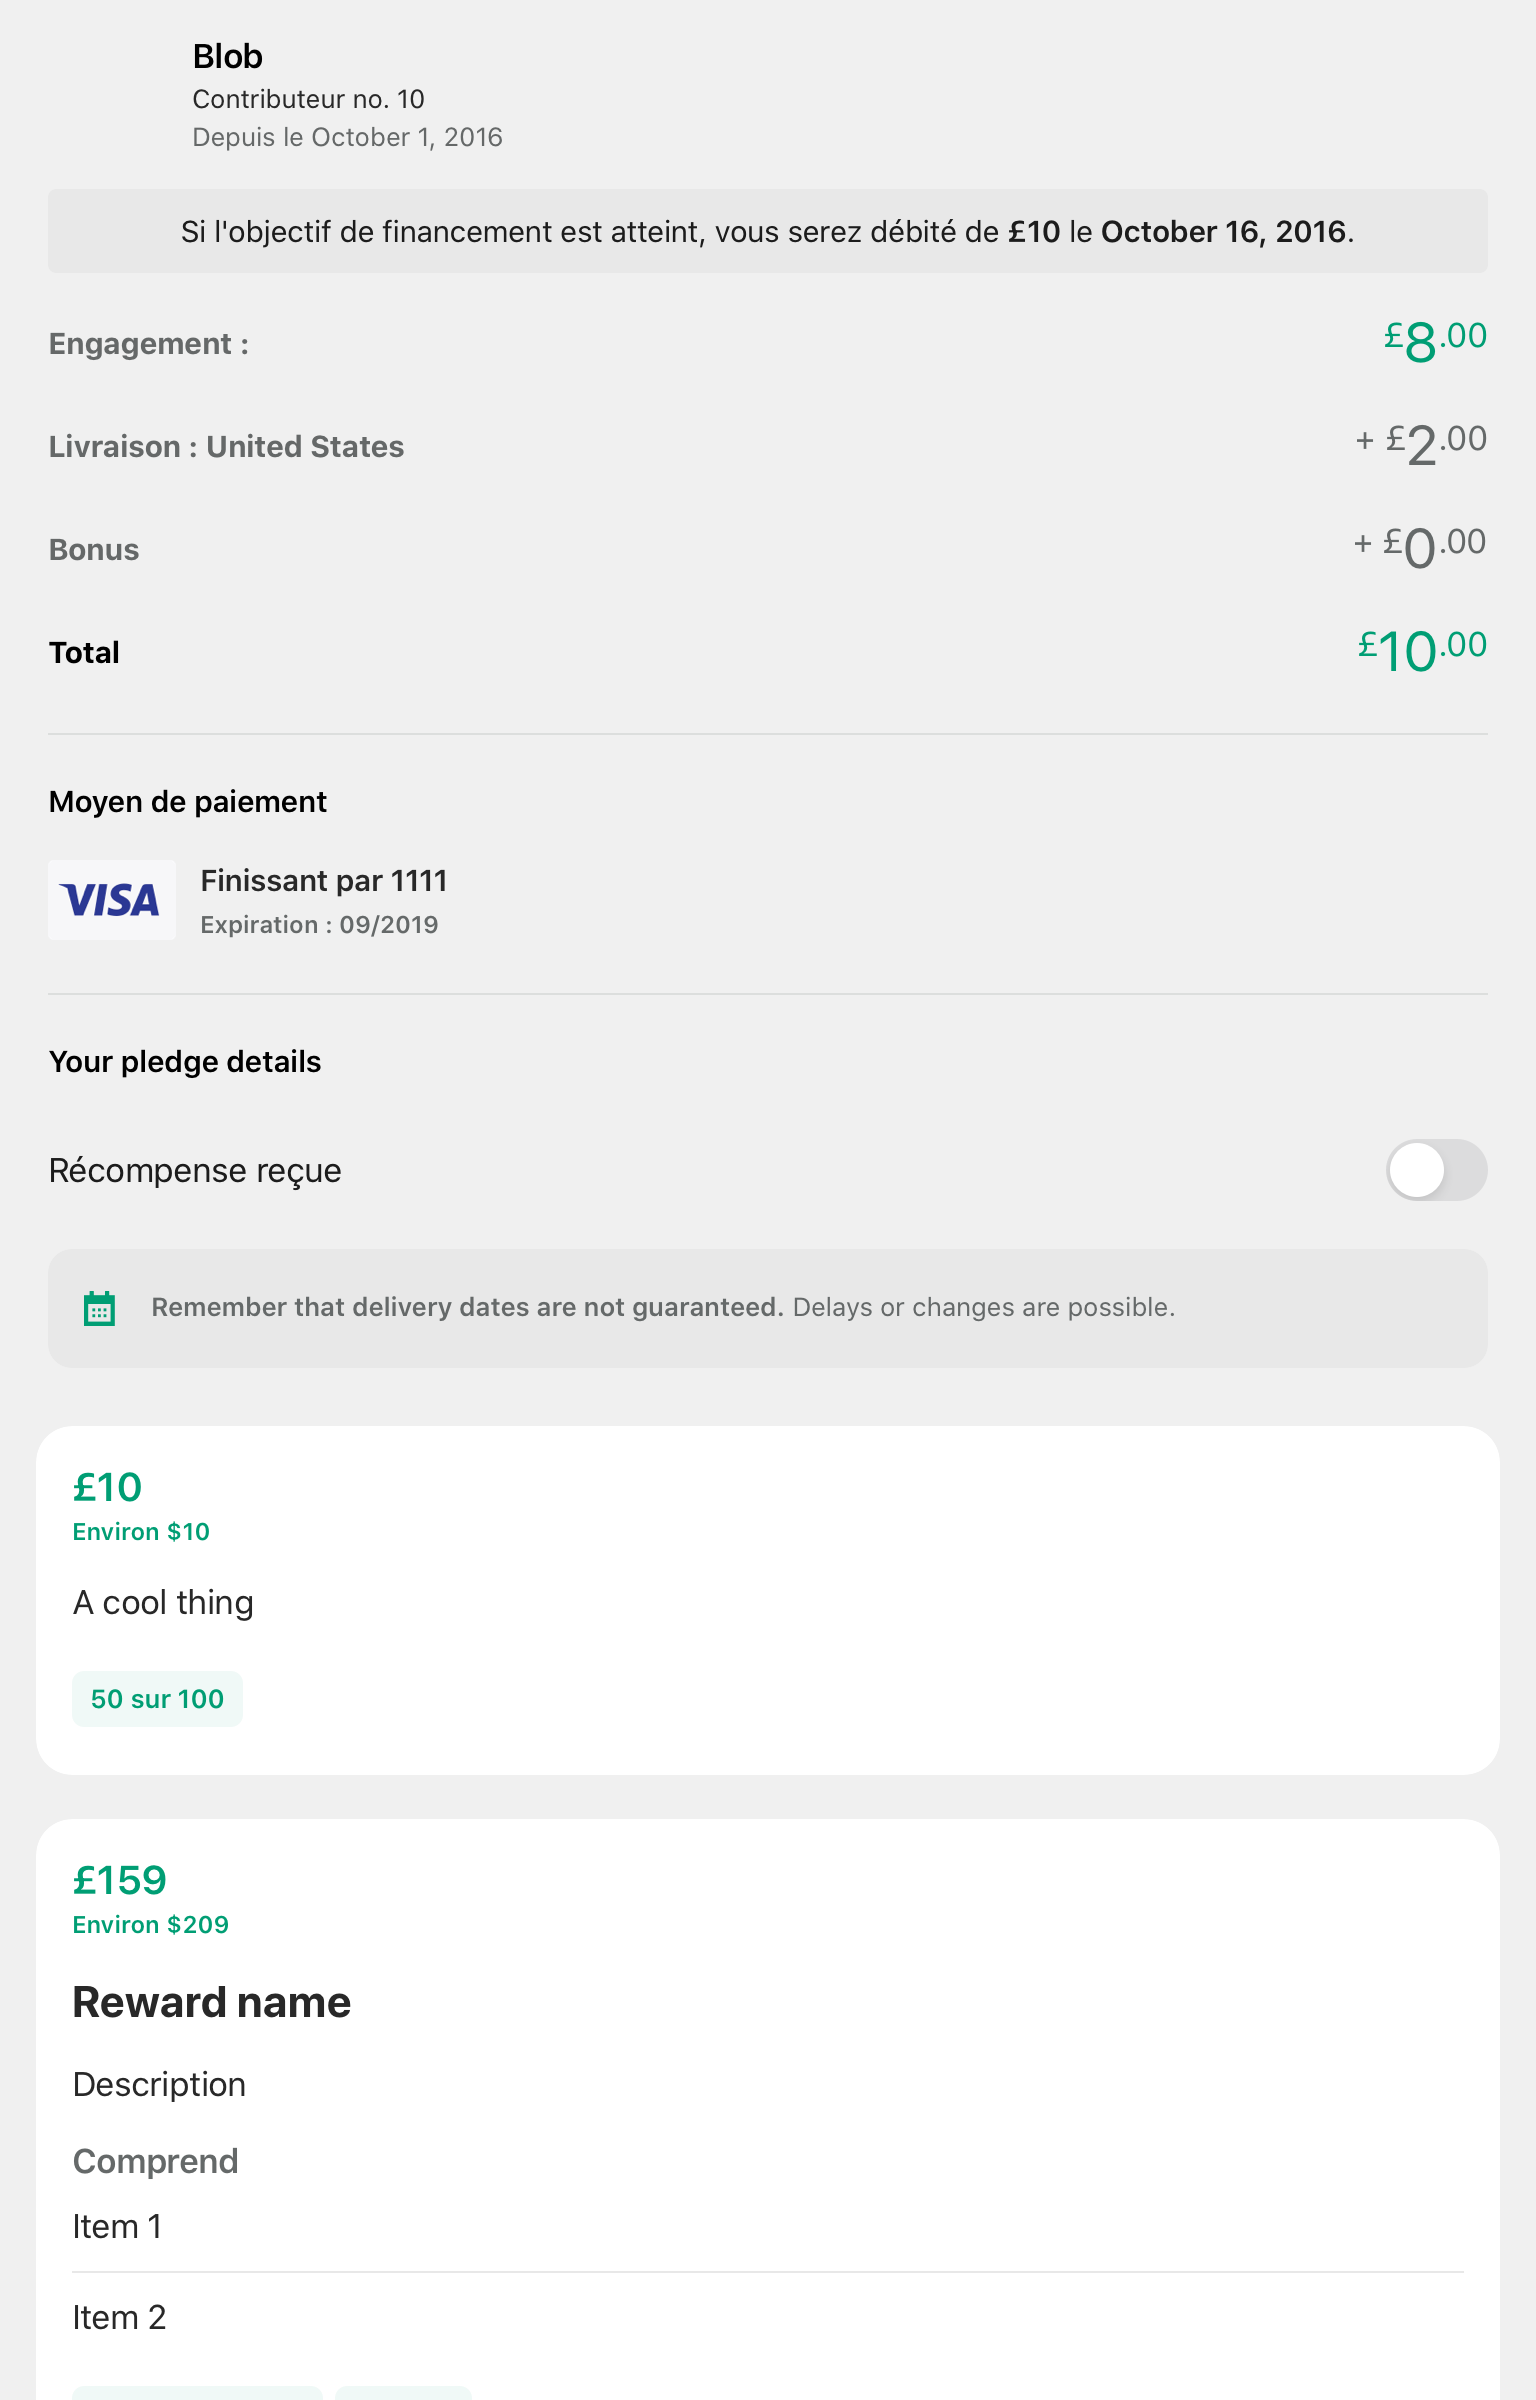 Blob
Contributeur no. 10
Depuis le October 1, 2016
Si l'objectif de financement est atteint, vous serez débité de £10 le October 16, 2016.
Engagement : £8.00
Livraison : United States + £2.00
Bonus + £0.00
Total £10.00
Moyen de paiement
VISA Finissant par 1111
Expiration : 09/2019
Your pledge details
Récompense reçue
Remember that delivery dates are not guaranteed. Delays or changes are possible.
£10
Environ $10
A cool thing
50 sur 100
£159
Environ $209
Reward name
Description
Comprend
Item 1
Item 2